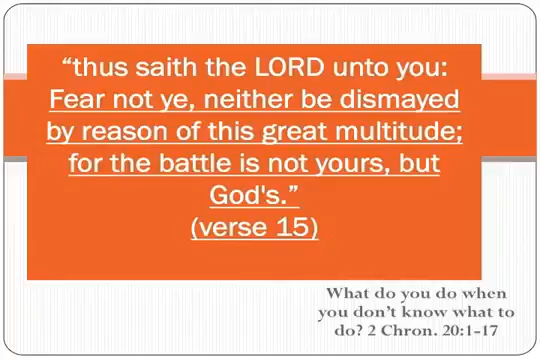 “thus saith the LORD unto you:
Fear not ye, neither be dismayed
by reason of this great multitude;
for the battle is not yours, but
God's.”
(verse 15)
What do you do when
you don’t know what to
do? 2 Chron. 20:1-17